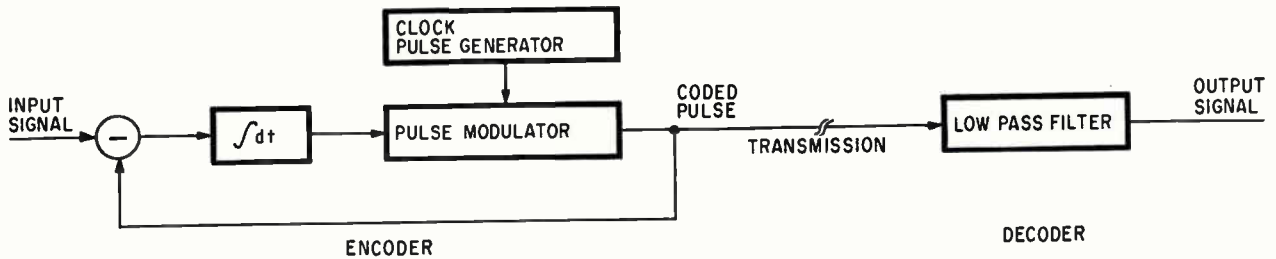 CLOCK
PULSE GENERATOR
INPUT
SIGNAL
−
∫dt
PULSE MODULATOR
CODED
PULSE
TRANSMISSION
LOW PASS FILTER
OUTPUT
SIGNAL
ENCODER
DECODER